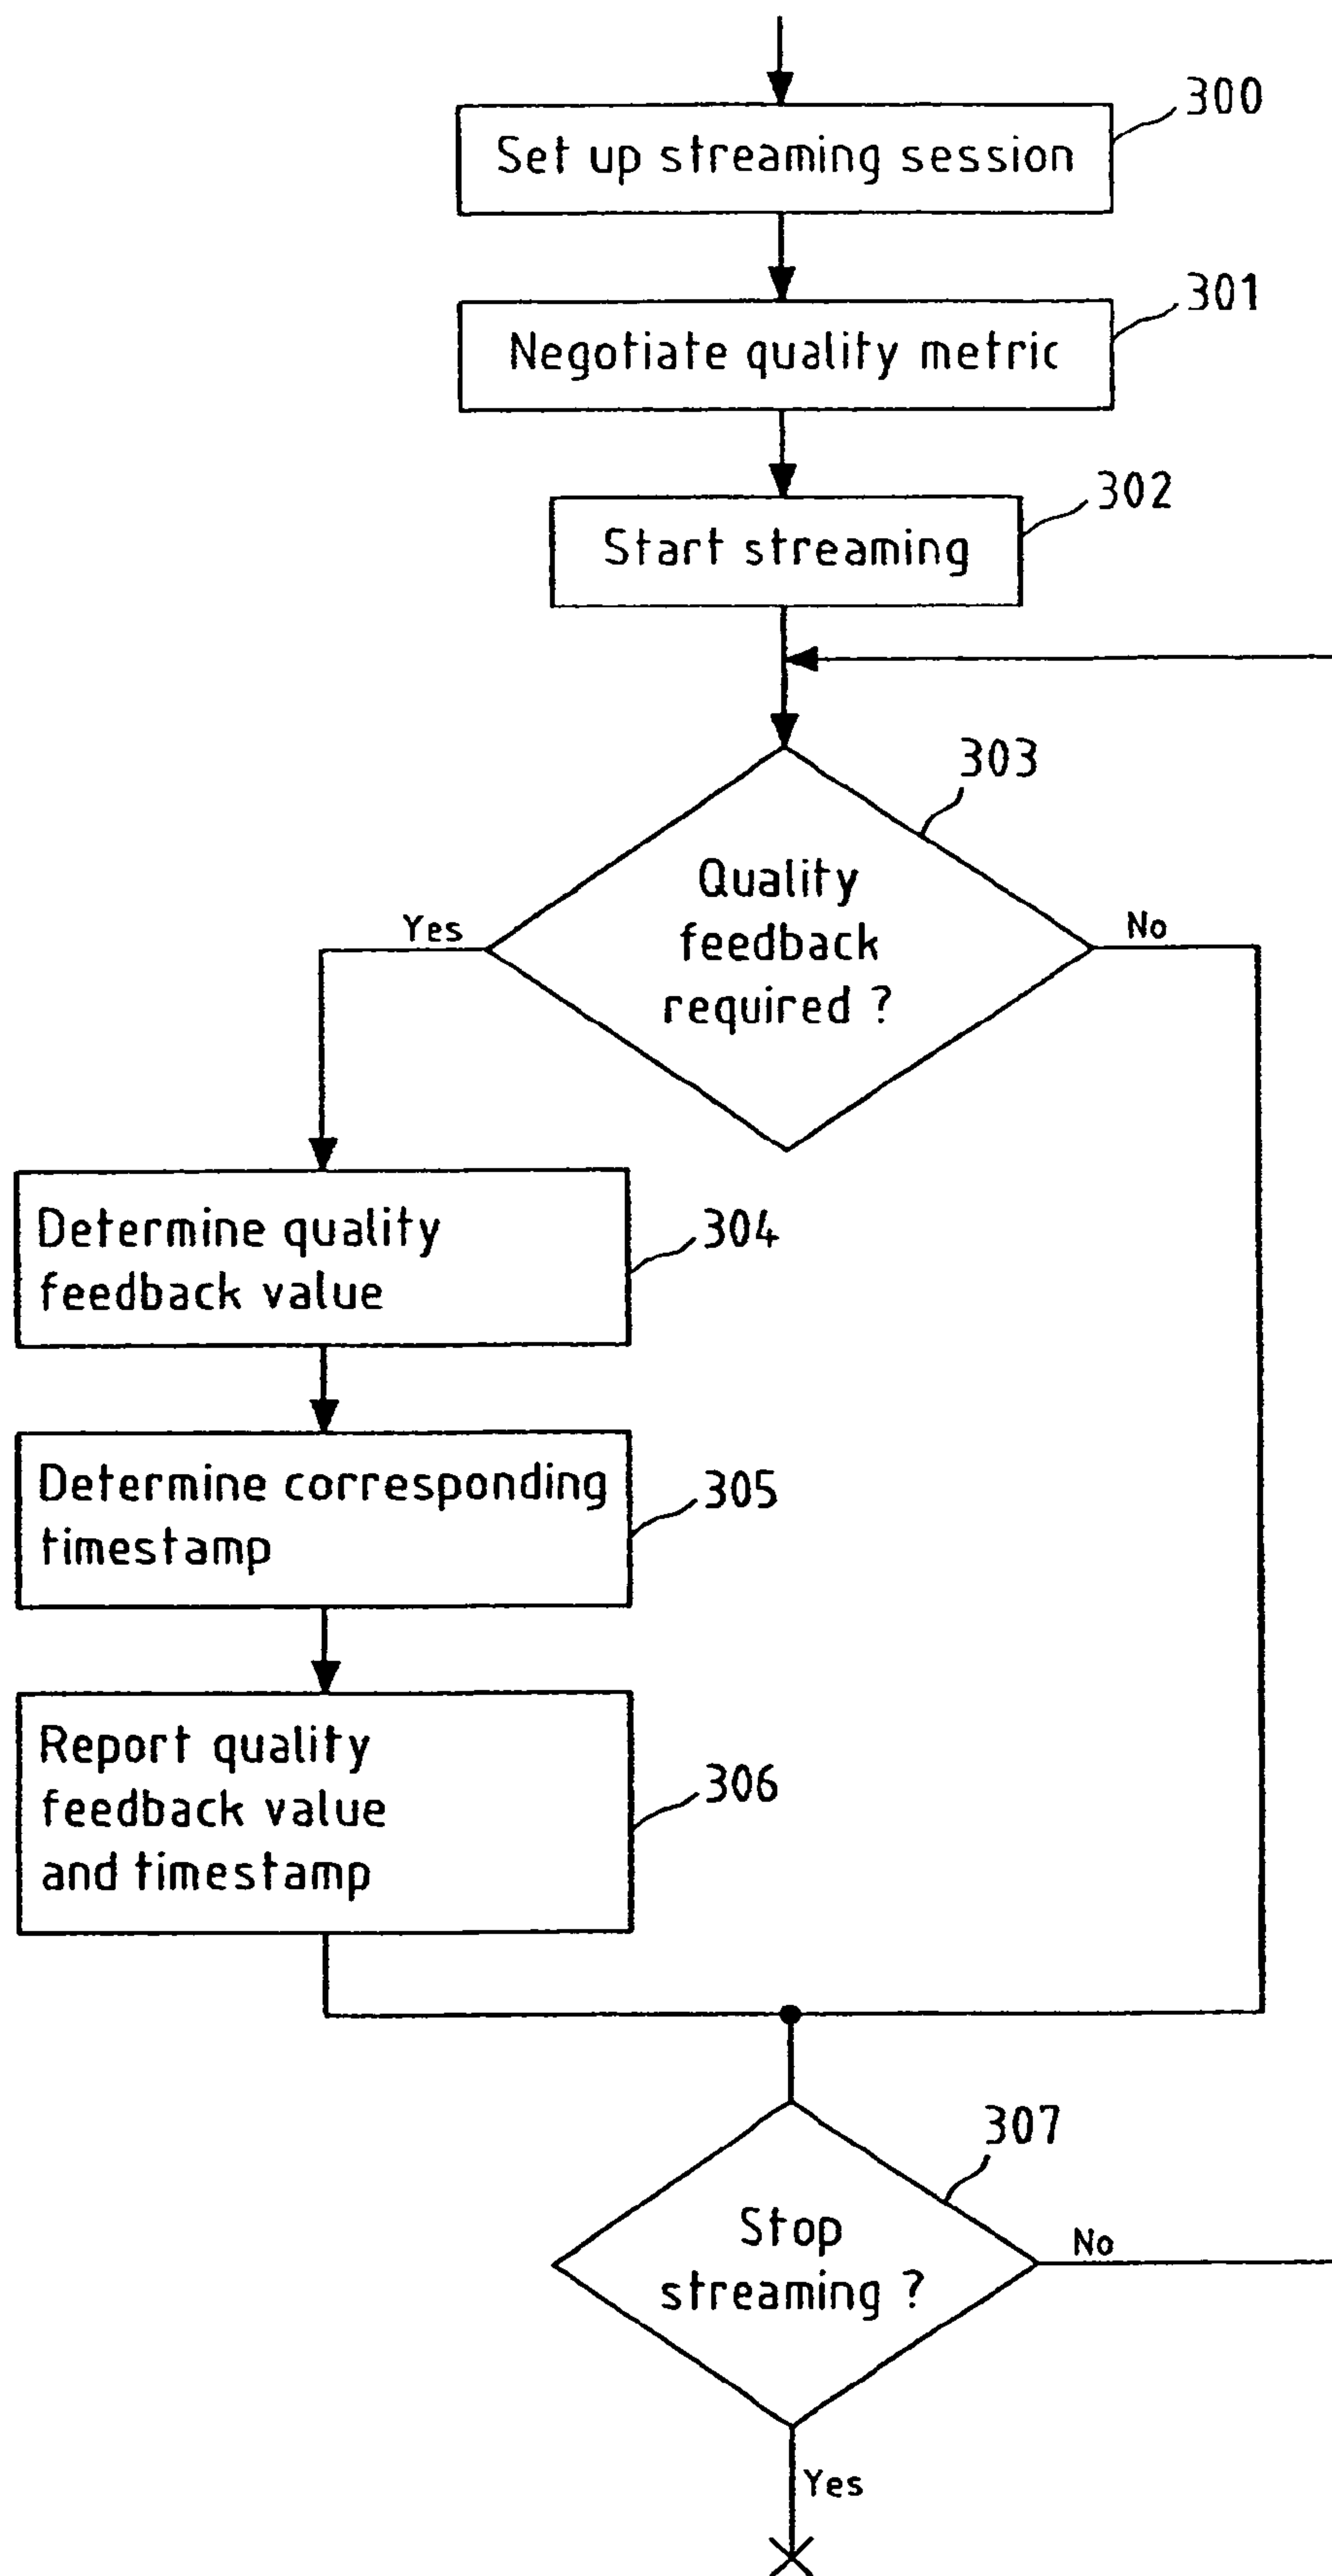 300
Set up streaming session
301
Negotiate quality metric
302
Start streaming
303
Quality
feedback
required ?
Yes
No
Determine quality
feedback value
304
Determine corresponding
timestamp
305
Report quality
feedback value
and timestamp
306
307
Stop
streaming ?
No
Yes